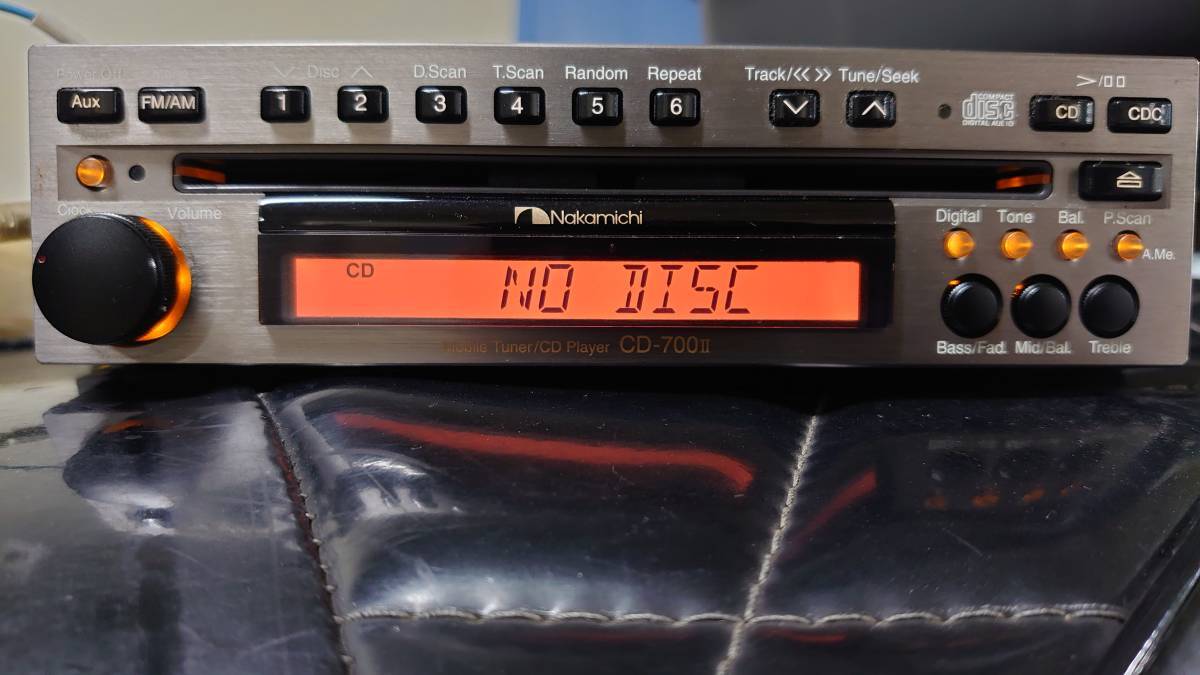 Power Off
Disc D.Scan T.Scan Random Repeat Track/ Tune/Seek
Aux FM/AM 1 2 3 4 5 6 COMPACT disc DIGITAL AUDIO CD CDC
Clock Volume Nakamichi Digital Tone Bal. P.Scan
A.Me.
CD NO DISC
Mobile Tuner/CD Player CD-700II Bass/Fad. Mid/Bal. Treble